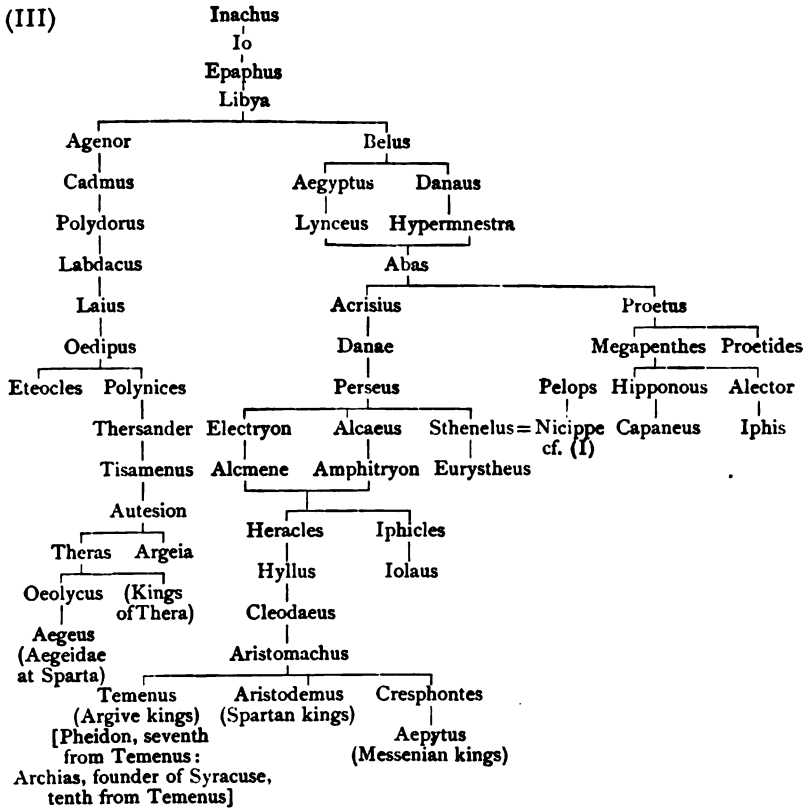 (III)
Inachus
Io
Epaphus
Libya
Agenor Belus
Cadmus Aegyptus Danaus
Polydorus Lynceus Hypermnestra
Labdacus Abas
Laius Acrisius Proetus
Oedipus Danae Megapenthes Proetides
Eteocles Polynices Perseus Pelops Hipponous Alector
Thersander Electryon Alcaeus Sthenelus = Nicippe Capaneus Iphis
cf. (I)
Tisamenus Alcmene Amphitryon Eurystheus
Autesion
Heracles Iphicles
Theras Argeia
Hyllus Iolaus
Oeolycus (Kings
of Thera)
Cleodaeus
Aegeus
(Aegeidae
at Sparta)
Aristomachus
Temenus Aristodemus Cresphontes
(Argive kings) (Spartan kings)
[Pheidon, seventh Aepytus
from Temenus: (Messenian kings)
Archias, founder of Syracuse,
tenth from Temenus]